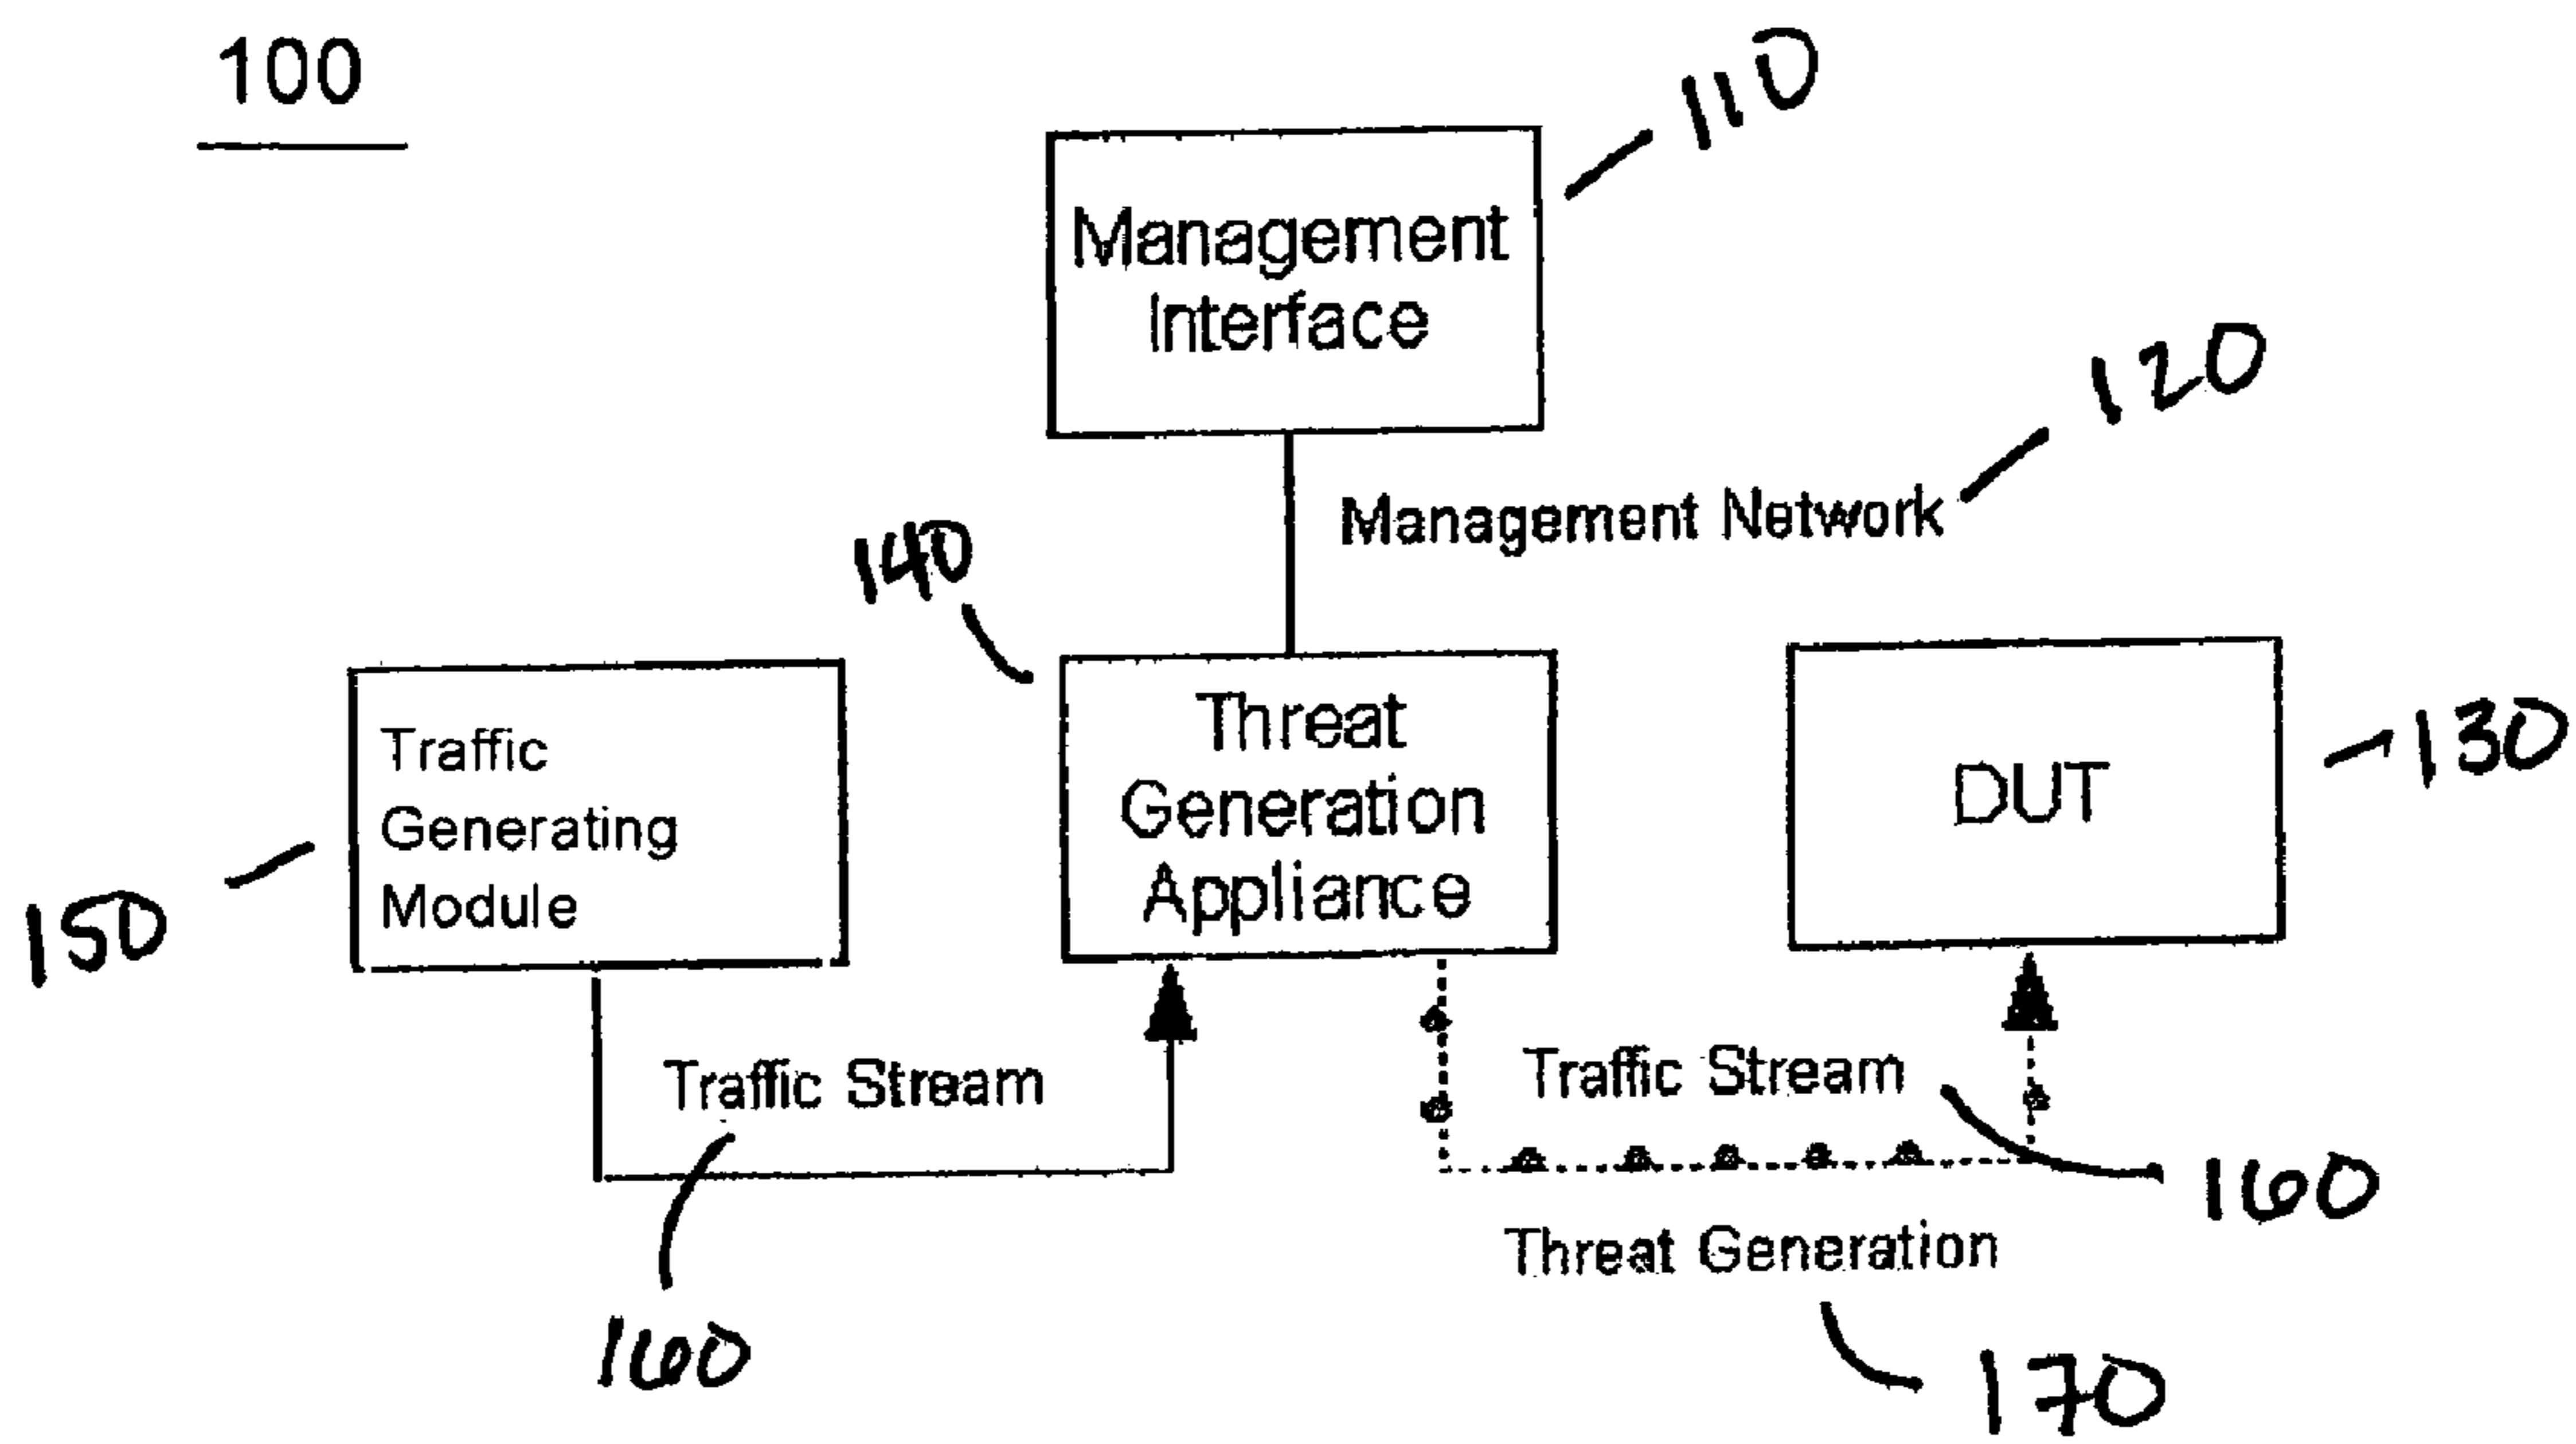 100
110
Management
Interface
120
Management Network
140
Traffic
Generating
Module
Threat
Generation
Appliance
DUT
130
150
Traffic Stream
Traffic Stream
160
Threat Generation
160
170